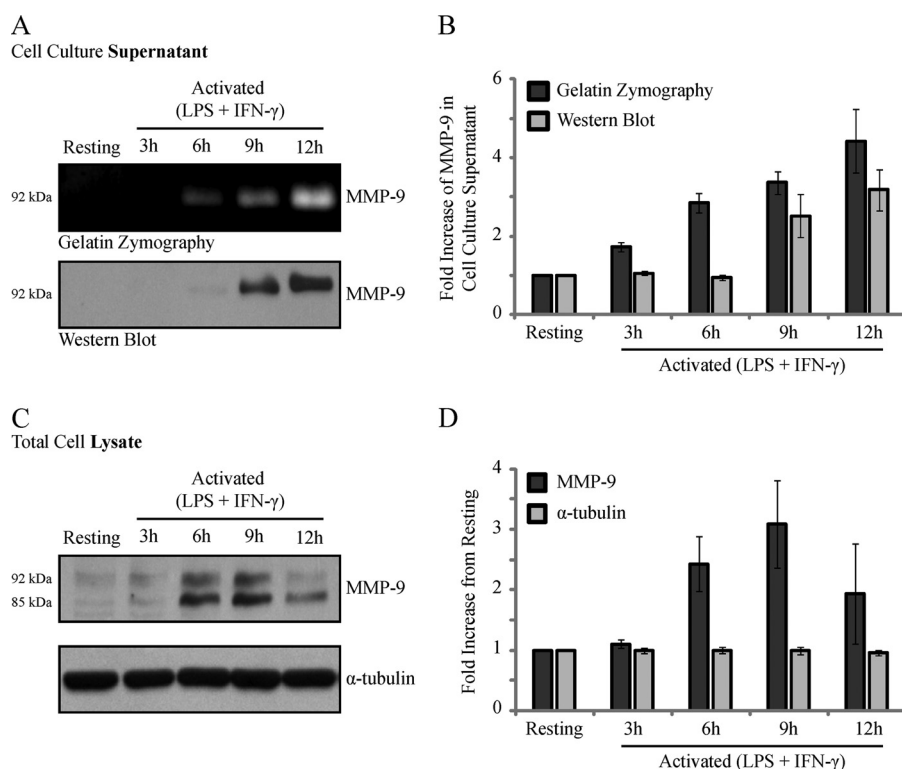 A
Cell Culture Supernatant
Activated
(LPS + IFN-γ)
Resting 3h 6h 9h 12h
92 kDa MMP-9
Gelatin Zymography
92 kDa MMP-9
Western Blot
B
Fold Increase of MMP-9 in
Cell Culture Supernatant
6
4
2
0
Gelatin Zymography
Western Blot
Resting 3h 6h 9h 12h
Activated (LPS + IFN-γ)
C
Total Cell Lysate
Activated
(LPS + IFN-γ)
Resting 3h 6h 9h 12h
92 kDa
85 kDa
MMP-9
α-tubulin
D
Fold Increase from Resting
4
3
2
1
0
MMP-9
α-tubulin
Resting 3h 6h 9h 12h
Activated (LPS + IFN-γ)